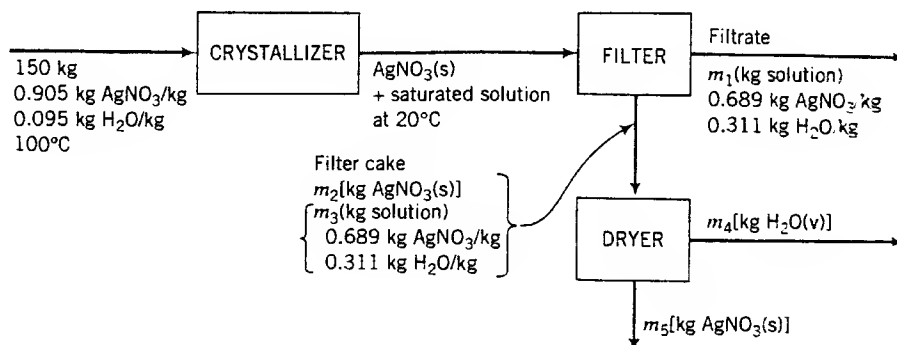 CRYSTALLIZER
FILTER
Filtrate
150 kg
0.905 kg AgNO₃/kg
0.095 kg H₂O/kg
100°C
AgNO₃(s)
+ saturated solution
at 20°C
m₁(kg solution)
0.689 kg AgNO₃/kg
0.311 kg H₂O/kg
Filter cake
m₂[kg AgNO₃(s)]
m₃(kg solution)
0.689 kg AgNO₃/kg
0.311 kg H₂O/kg
DRYER
m₄[kg H₂O(v)]
m₅[kg AgNO₃(s)]